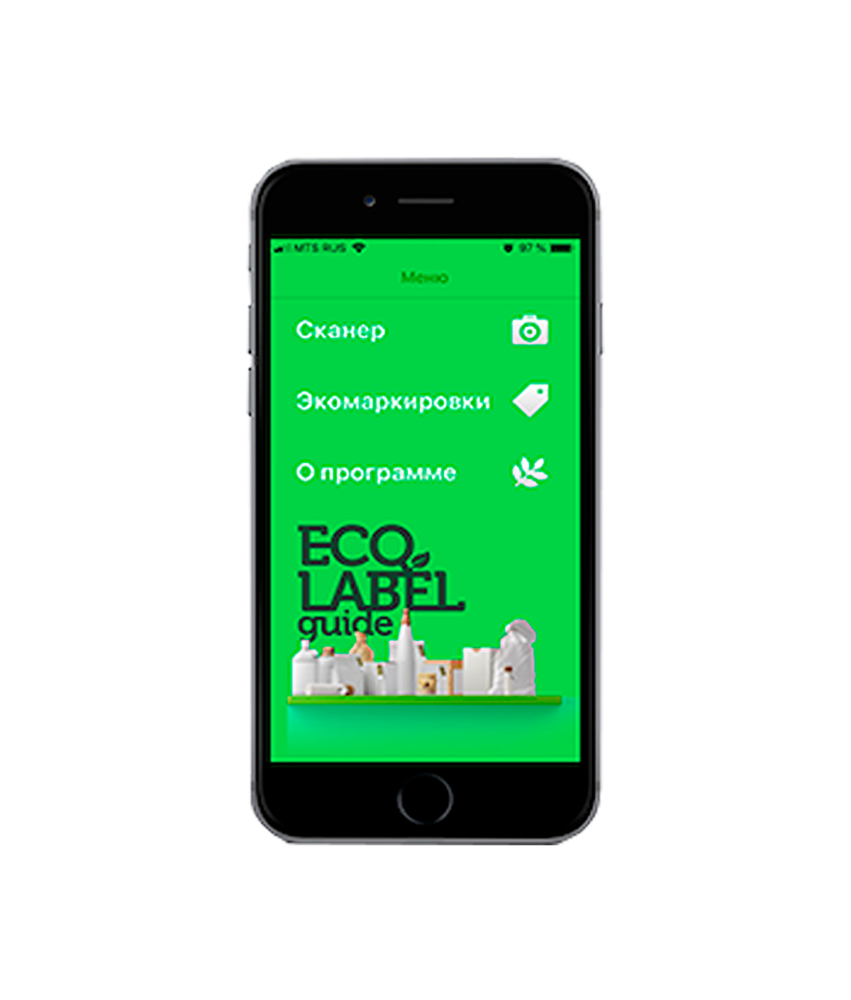 MTS RUS 97 %
Меню
Сканер
Экомаркировки
О программе
ECO
LABEL
guide